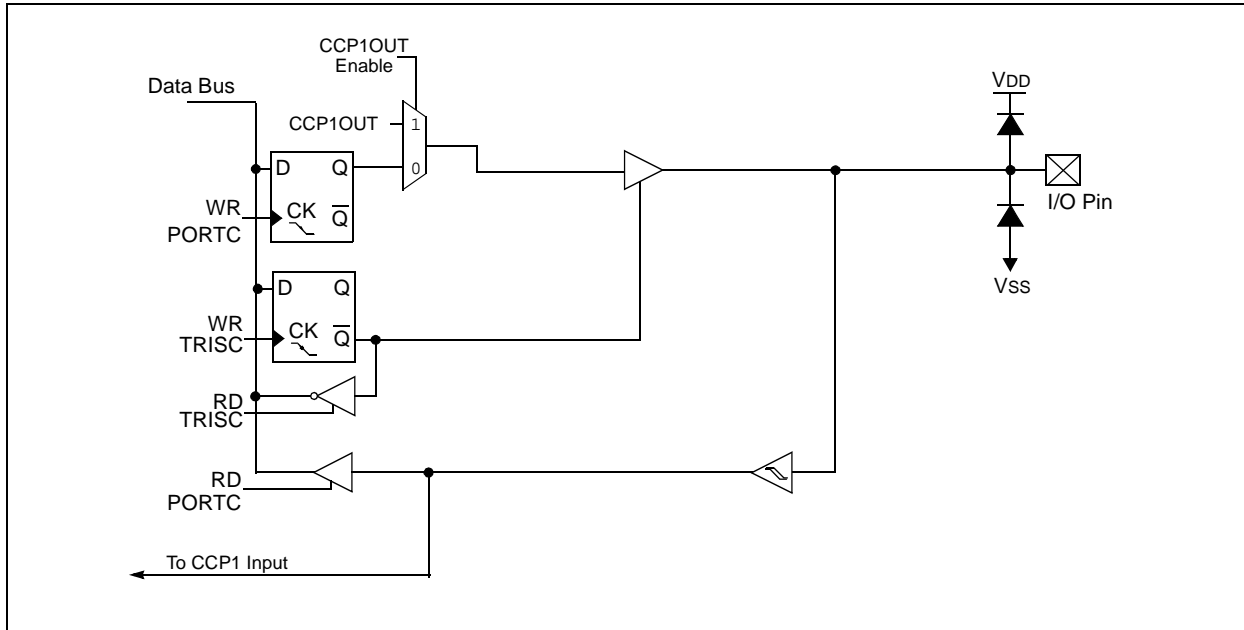 CCP1OUT
Enable
Data Bus
VDD
CCP1OUT
1
D
Q
0
WR
PORTC
CK
Q
I/O Pin
D
Q
VSS
WR
TRISC
CK
Q
RD
TRISC
RD
PORTC
To CCP1 Input